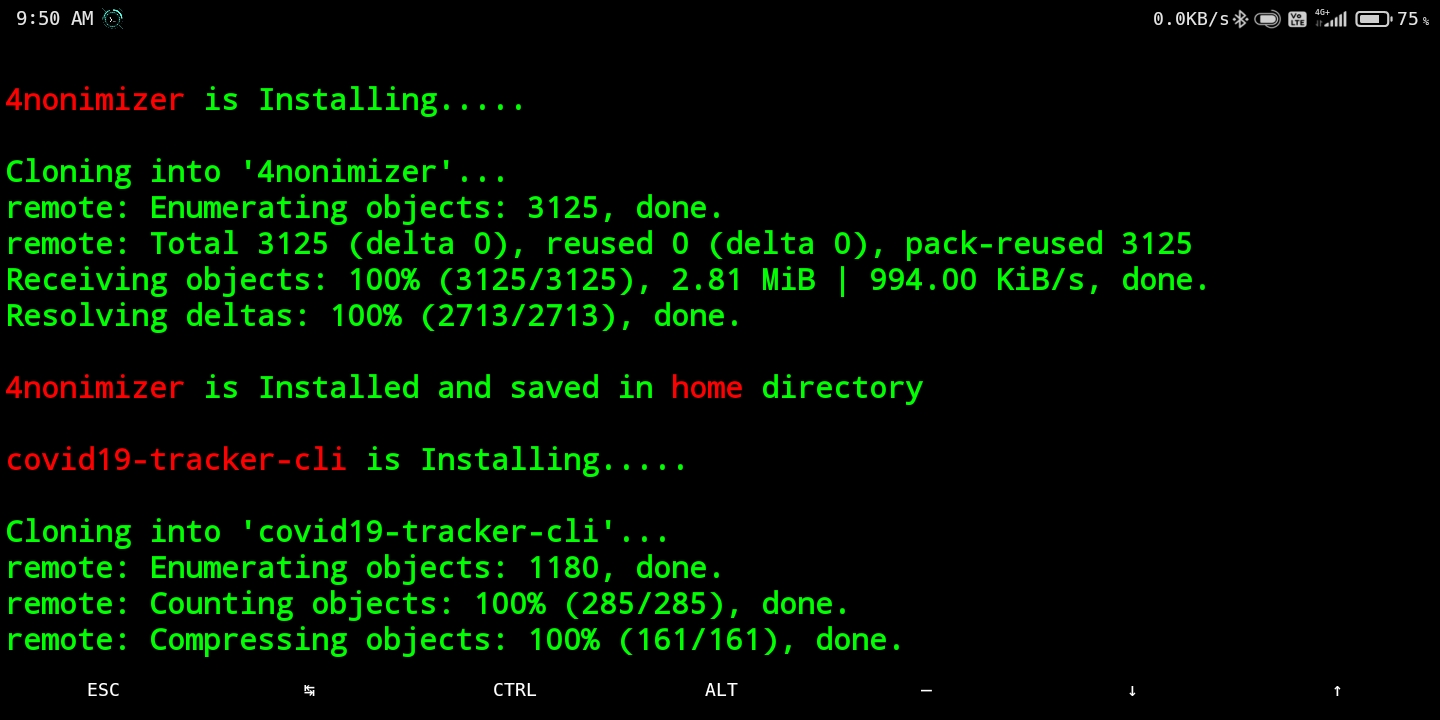 9:50 AM 0.0KB/s Vo LTE 4G+ 75%
4nonimizer is Installing.....
Cloning into '4nonimizer'...
remote: Enumerating objects: 3125, done.
remote: Total 3125 (delta 0), reused 0 (delta 0), pack-reused 3125
Receiving objects: 100% (3125/3125), 2.81 MiB | 994.00 KiB/s, done.
Resolving deltas: 100% (2713/2713), done.
4nonimizer is Installed and saved in home directory
covid19-tracker-cli is Installing.....
Cloning into 'covid19-tracker-cli'...
remote: Enumerating objects: 1180, done.
remote: Counting objects: 100% (285/285), done.
remote: Compressing objects: 100% (161/161), done.
ESC ↹ CTRL ALT – ↓ ↑